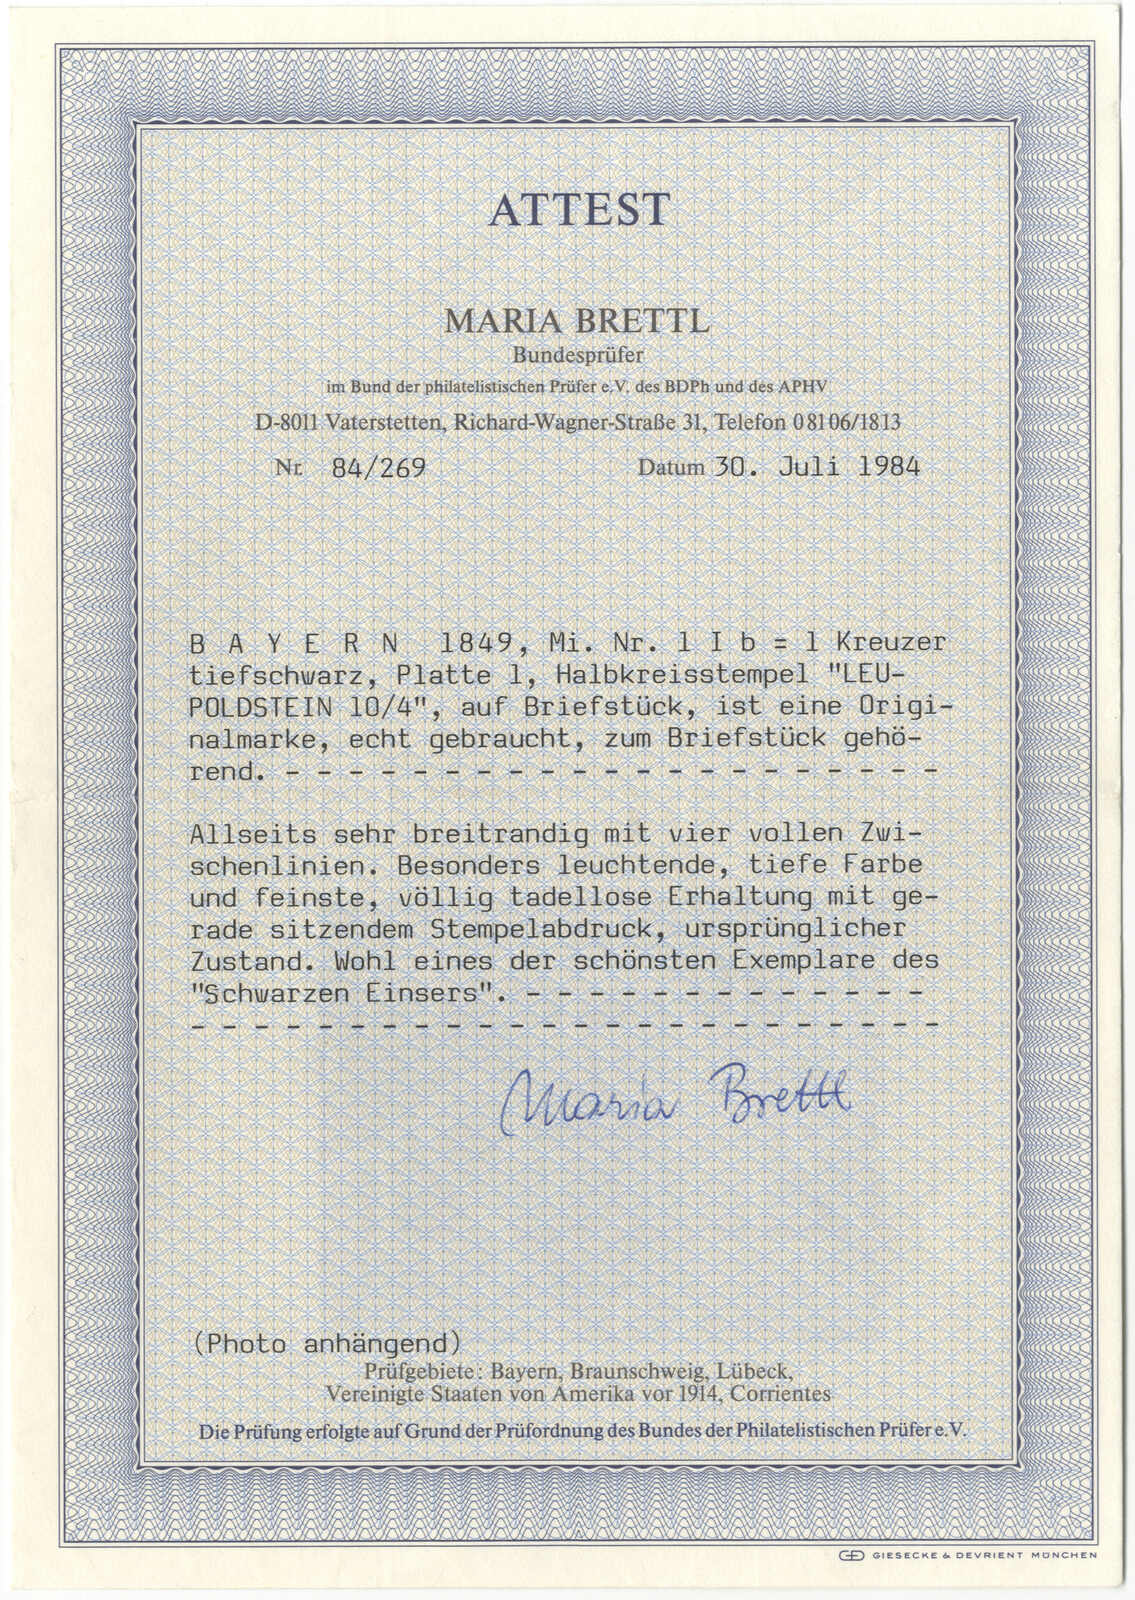 ATTEST
MARIA BRETTL
Bundesprüfer
im Bund der philatelistischen Prüfer e.V. des BDPh und des APHV
D-8011 Vaterstetten, Richard-Wagner-Straße 31, Telefon 08106/1813
Nr. 84/269 Datum 30. Juli 1984
B A Y E R N 1849, Mi. Nr. 1 I b = 1 Kreuzer
tiefschwarz, Platte 1, Halbkreisstempel "LEU-
POLDSTEIN 10/4", auf Briefstück, ist eine Origi-
nalmarke, echt gebraucht, zum Briefstück gehö-
rend. - - - - - - - - - - - - - - - - - - - - -
Allseits sehr breitrandig mit vier vollen Zwi-
schenlinien. Besonders leuchtende, tiefe Farbe
und feinste, völlig tadellose Erhaltung mit ge-
rade sitzendem Stempelabdruck, ursprünglicher
Zustand. Wohl eines der schönsten Exemplare des
"Schwarzen Einsers". - - - - - - - - - - - - -
- - - - - - - - - - - - - - - - - - - - - - - -
Maria Brettl
(Photo anhängend)
Prüfgebiete: Bayern, Braunschweig, Lübeck,
Vereinigte Staaten von Amerika vor 1914, Corrientes
Die Prüfung erfolgte auf Grund der Prüfordnung des Bundes der Philatelistischen Prüfer e.V.
GIESECKE & DEVRIENT MÜNCHEN